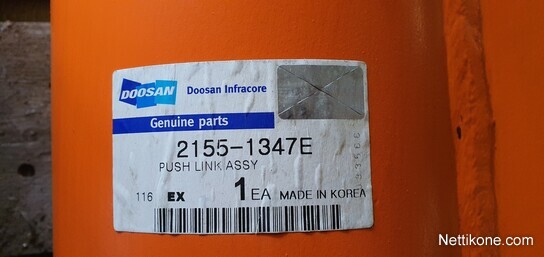 DOOSAN
Doosan Infracore
Genuine parts
2155-1347E
PUSH LINK ASSY
116 EX 1 EA MADE IN KOREA
Nettikone.com